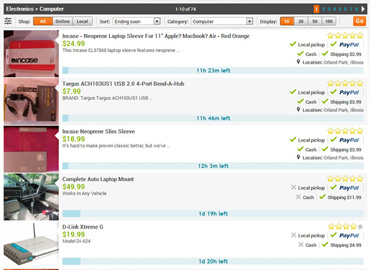 Electronics » Computer
1-10 of 74
1 2 3 4 5 6 7 8
Shop: All Online Local
Sort: Ending soon
Category: Computer
Display: 10 20 50 100
Go
Incase - Neoprene Laptop Sleeve For 11" Apple? Macbook? Air - Red Orange
$24.99
This Incase CL57868 laptop sleeve features neoprene ...
Local pickup PayPal
Cash Shipping $3.99
Location: Orland Park, Illinois
11h 23m left
Targus ACH103US1 USB 2.0 4-Port Bend-A-Hub
$7.99
BRAND: Targus Targus ACH103US1 USB ...
Local pickup PayPal
Cash Shipping $5.99
Location: Orland Park, Illinois
11h 46m left
Incase Neoprene Slim Sleeve
$18.99
It's hard to make proven classic better, but we've ...
Local pickup PayPal
Cash Shipping $5.99
Location: Orland Park, Illinois
12h 3m left
Complete Auto Laptop Mount
$49.99
Works In Any Vehicle
Local pickup PayPal
Cash Shipping $11.99
1d 19h left
D-Link Xtreme G
$19.99
Model DI-624
Local pickup PayPal
Cash Shipping $4.99
1d 20h left